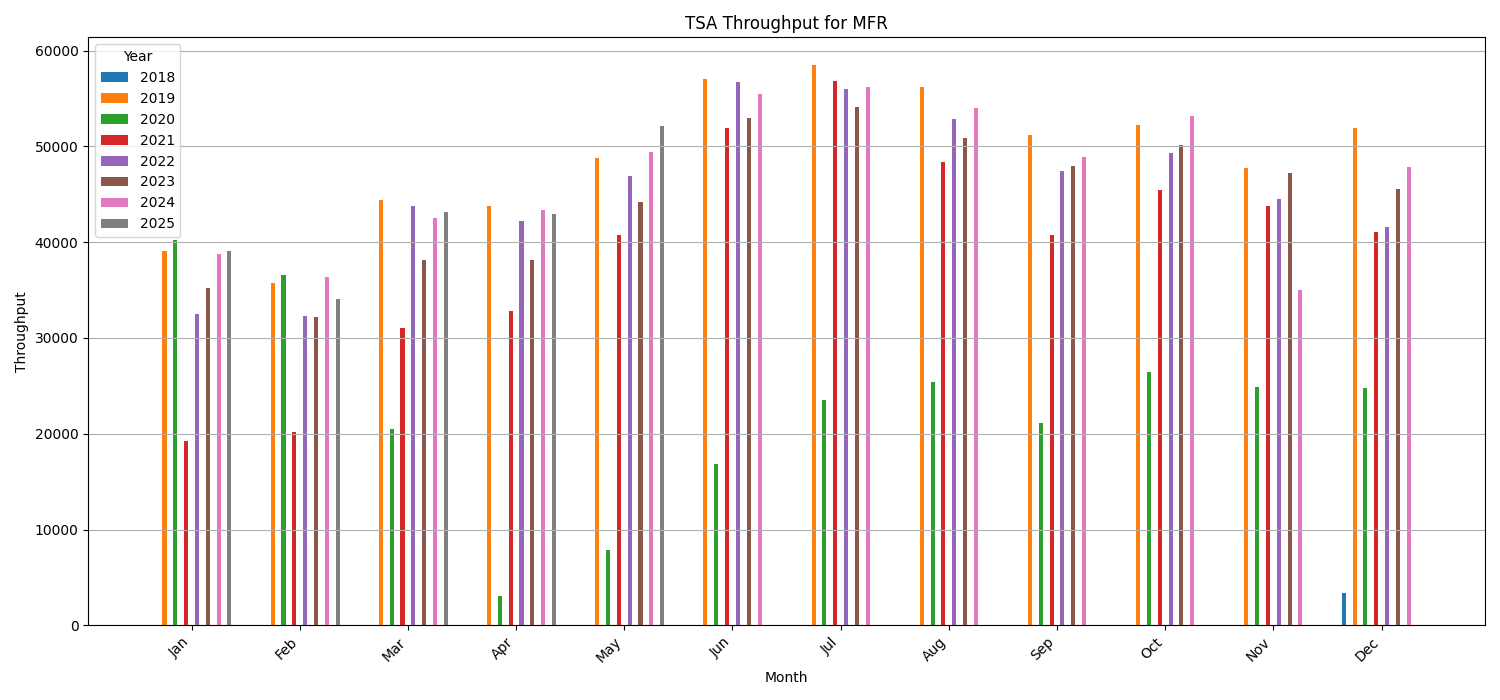 TSA Throughput for MFR
Year
2018
2019
2020
2021
2022
2023
2024
2025
Throughput
60000
50000
40000
30000
20000
10000
0
Jan
Feb
Mar
Apr
May
Jun
Jul
Aug
Sep
Oct
Nov
Dec
Month